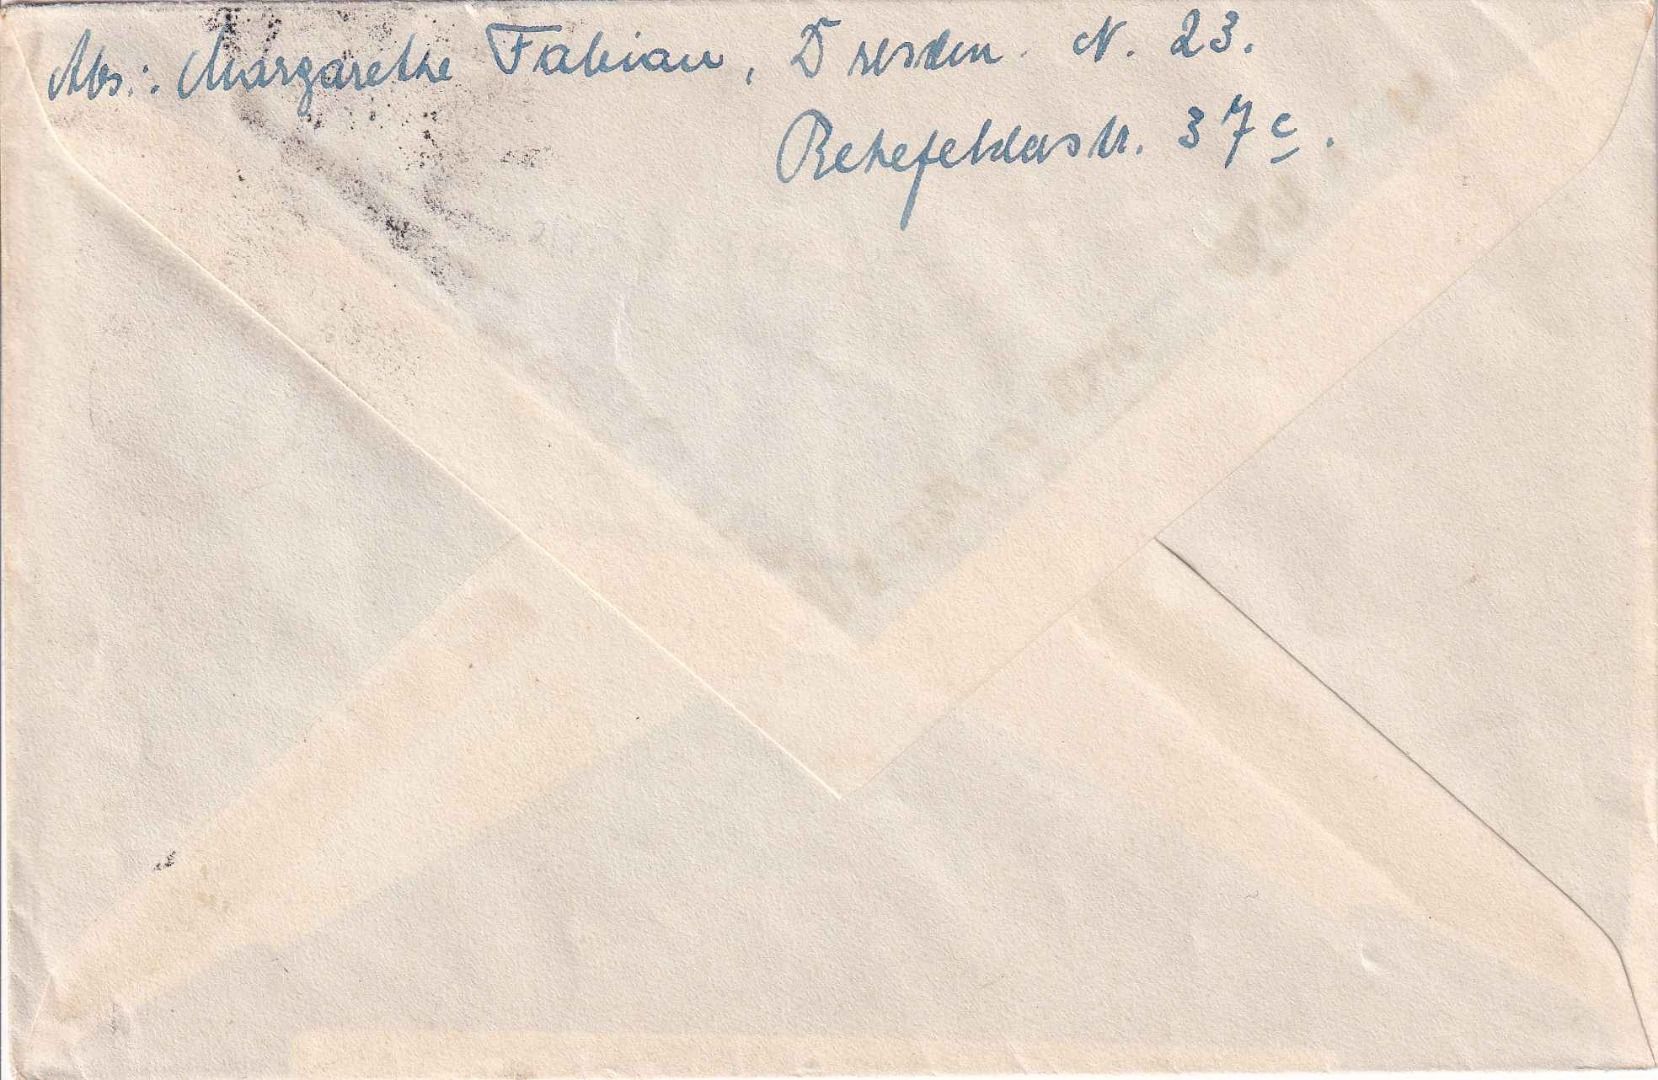 Abs.: Margarethe Fabian, Dresden. N. 23.
Rehefelderstr. 37c.